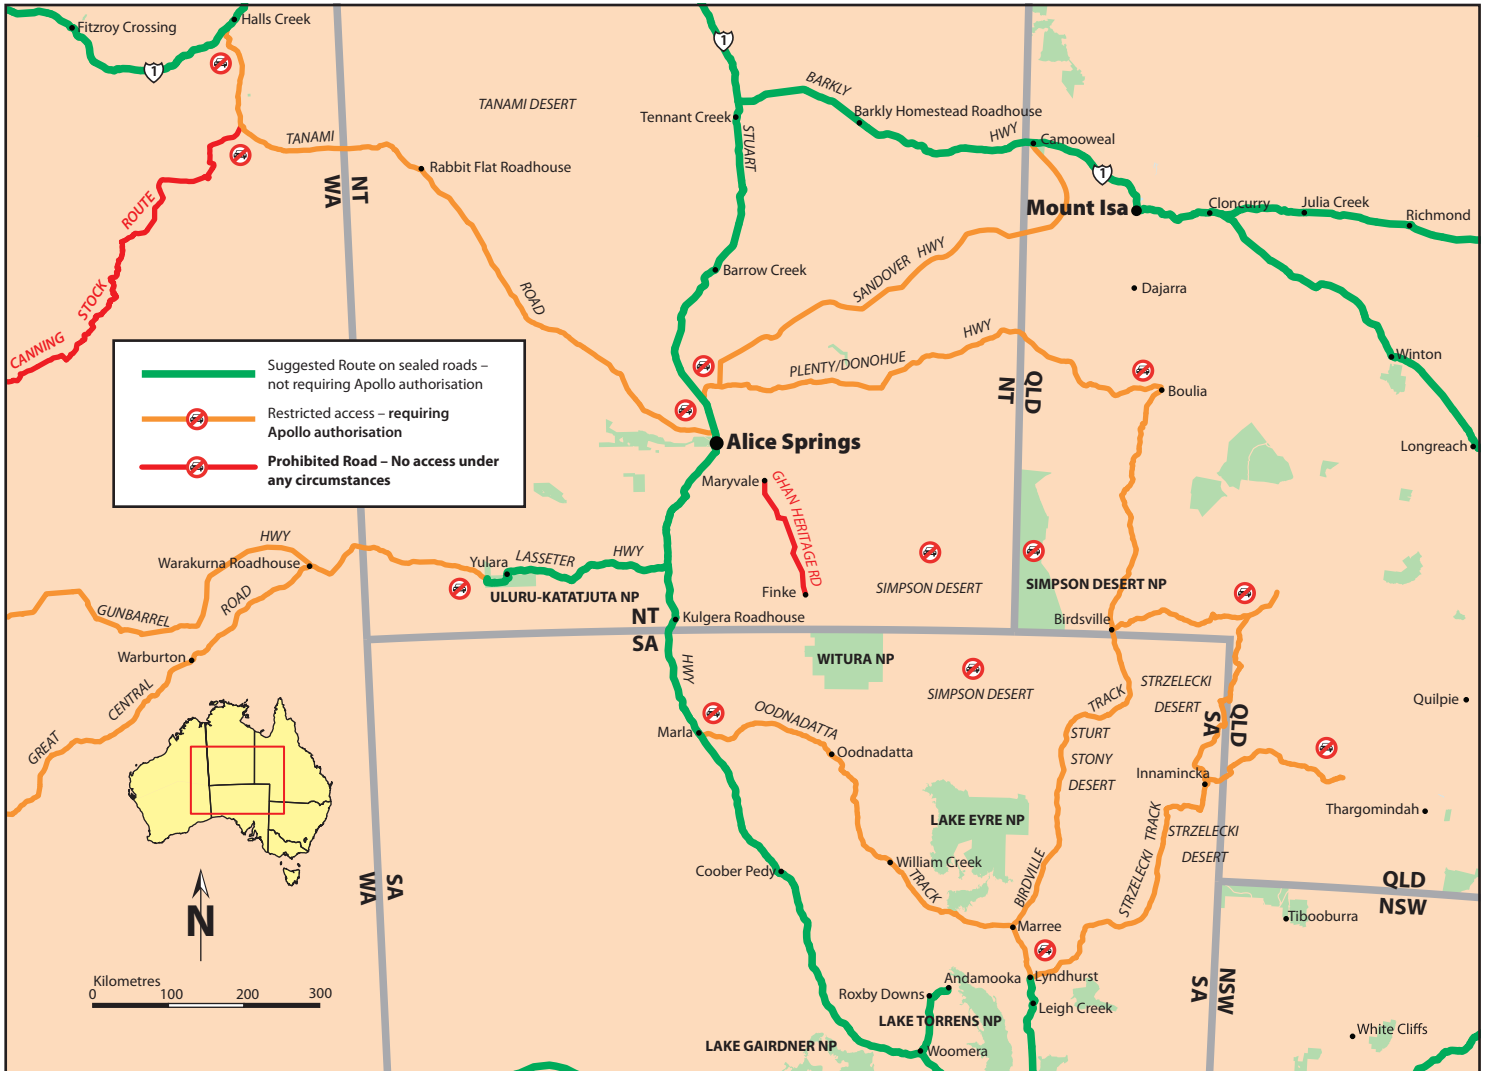 Halls Creek
Fitzroy Crossing
1
1
TANAMI DESERT
BARKLY
Barkly Homestead Roadhouse
Tennant Creek
STUART
HWY
Camooweal
TANAMI
Rabbit Flat Roadhouse
1
NT
WA
Mount Isa
Cloncurry
Julia Creek
Richmond
ROUTE
STOCK
CANNING
Barrow Creek
SANDOVER HWY
Dajarra
ROAD
HWY
PLENTY/DONOHUE
Winton
Suggested Route on sealed roads –
not requiring Apollo authorisation
Restricted access – requiring
Apollo authorisation
Prohibited Road – No access under
any circumstances
QLD
NT
Boulia
Alice Springs
Longreach
Maryvale
GHAN HERITAGE RD
Finke
HWY
Warakurna Roadhouse
Yulara
LASSETER
HWY
ULURU-KATATJUTA NP
SIMPSON DESERT
SIMPSON DESERT NP
GUNBARREL
ROAD
NT
SA
Kulgera Roadhouse
Birdsville
Warburton
CENTRAL
GREAT
HWY
WITURA NP
SIMPSON DESERT
TRACK
STRZELECKI
DESERT
QLD
SA
Quilpie
Marla
OODNADATTA
Oodnadatta
STURT
STONY
DESERT
Innamincka
Thargomindah
LAKE EYRE NP
STRZELECKI TRACK
STRZELECKI
DESERT
William Creek
TRACK
BIRDVILLE
Coober Pedy
SA
WA
QLD
NSW
Tibooburra
Marree
N
Kilometres
0 100 200 300
Andamooka
Lyndhurst
Roxby Downs
Leigh Creek
NSW
SA
LAKE TORRENS NP
LAKE GAIRDNER NP
Woomera
White Cliffs